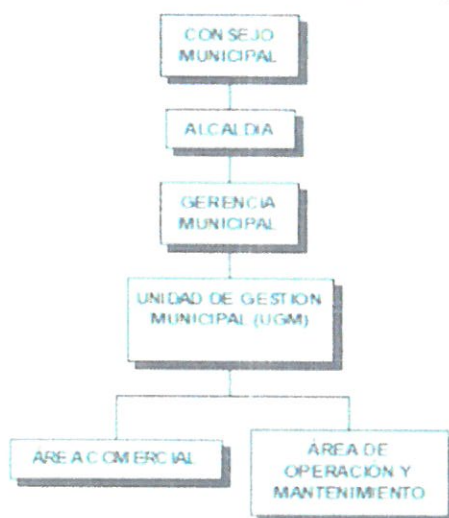 CONSEJO
MUNICIPAL
ALCALDIA
GERENCIA
MUNICIPAL
UNIDAD DE GESTION
MUNICIPAL (UGM)
AREA COMERCIAL
ÁREA DE
OPERACIÓN Y
MANTENIMIENTO